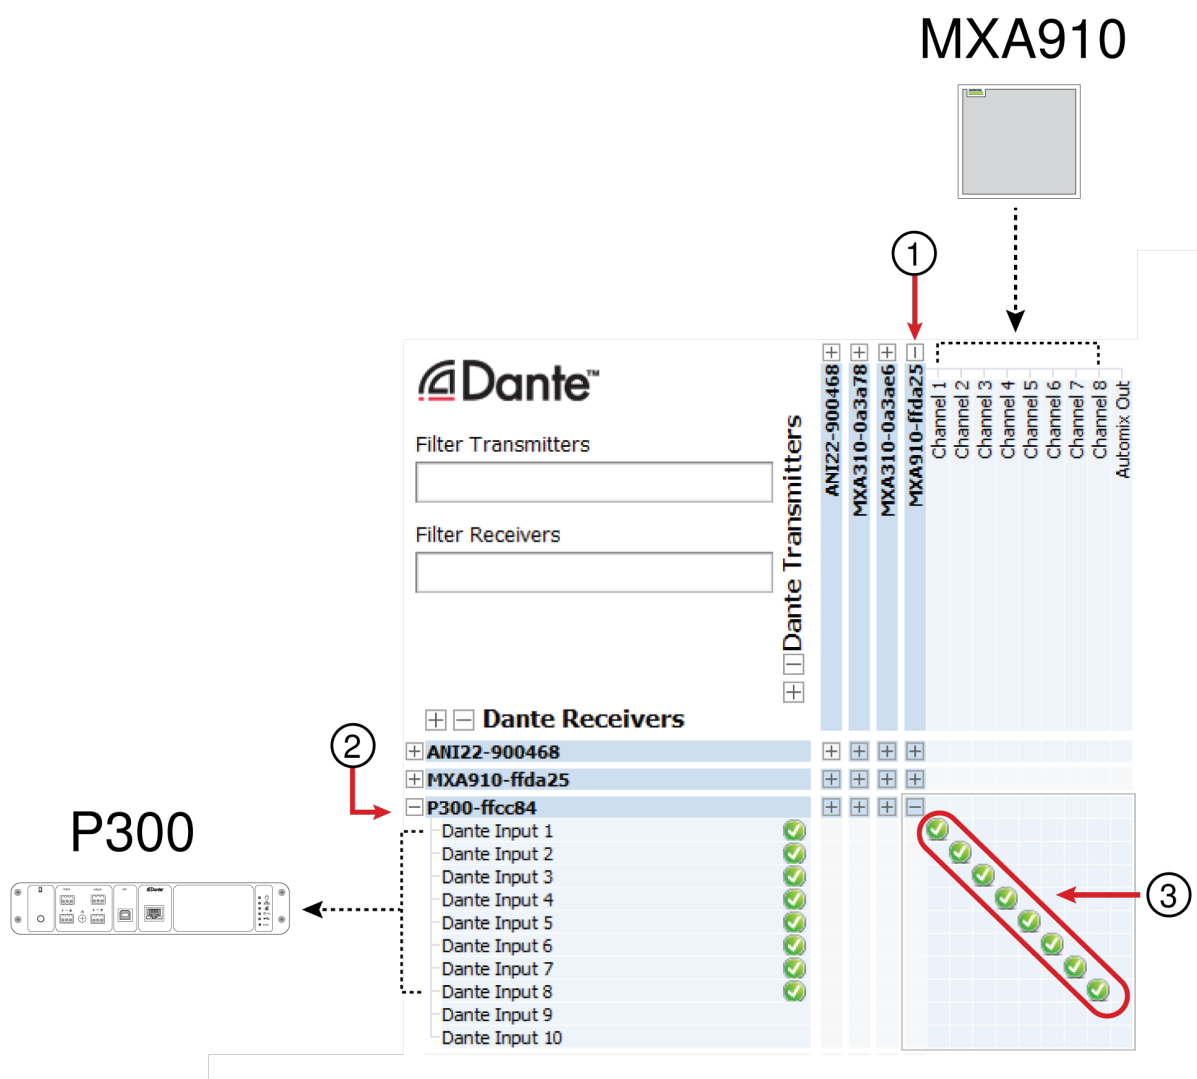 MXA910
1
Dante™
Filter Transmitters
Filter Receivers
Dante Transmitters
ANI22-900468
MXA310-0a3a78
MXA310-0a3ae6
MXA910-ffda25
Channel 1
Channel 2
Channel 3
Channel 4
Channel 5
Channel 6
Channel 7
Channel 8
Automix Out
Dante Receivers
2
ANI22-900468
MXA910-ffda25
P300-ffcc84
P300
Dante Input 1
Dante Input 2
Dante Input 3
Dante Input 4
Dante Input 5
Dante Input 6
Dante Input 7
Dante Input 8
Dante Input 9
Dante Input 10
3